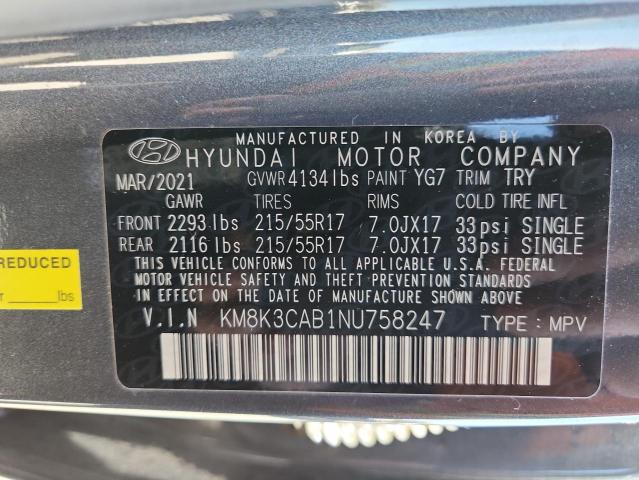 MANUFACTURED IN KOREA BY
HYUNDAI MOTOR COMPANY
MAR/2021 GVWR 4134lbs PAINT YG7 TRIM TRY
GAWR TIRES RIMS COLD TIRE INFL
FRONT 2293 lbs 215/55R17 7.0JX17 33psi SINGLE
REAR 2116 lbs 215/55R17 7.0JX17 33psi SINGLE
THIS VEHICLE CONFORMS TO ALL APPLICABLE U.S.A. FEDERAL
MOTOR VEHICLE SAFETY AND THEFT PREVENTION STANDARDS
IN EFFECT ON THE DATE OF MANUFACTURE SHOWN ABOVE.
V.I.N KM8K3CAB1NU758247 TYPE : MPV
REDUCED
lbs